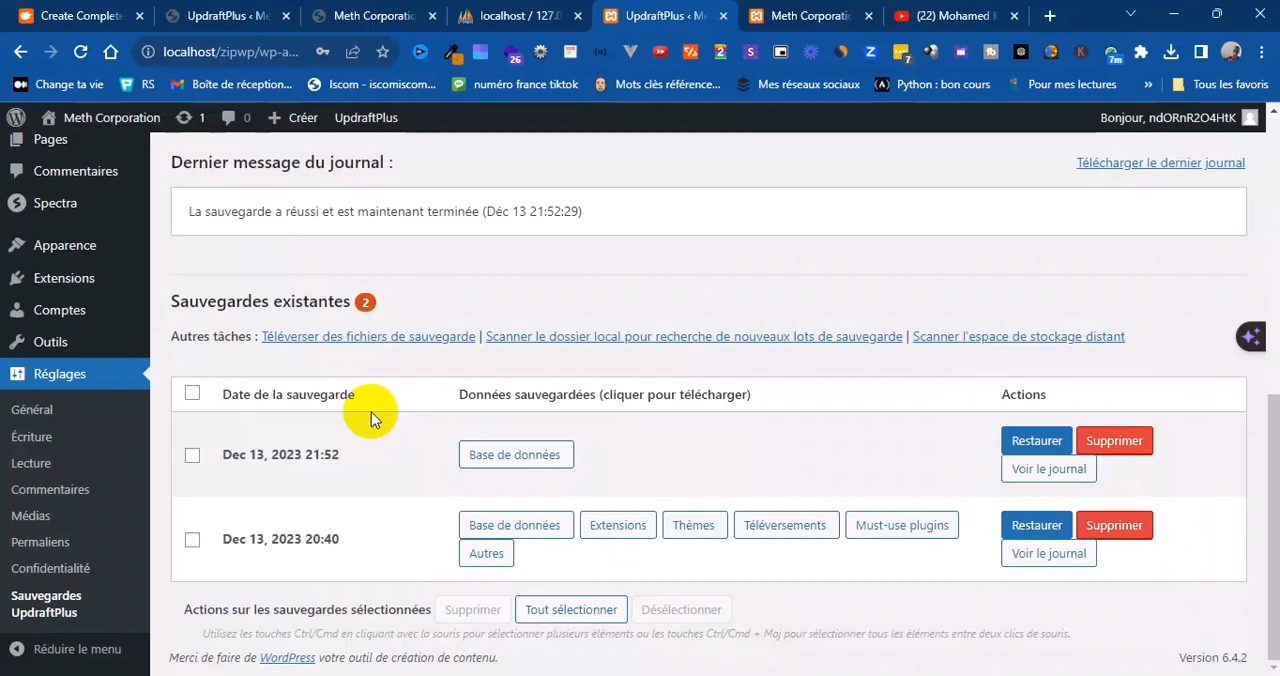 Create Complete
UpdraftPlus ‹ Me
Meth Corporatio
localhost / 127.0
UpdraftPlus ‹ Me
Meth Corporatic
(22) Mohamed K
localhost/zipwp/wp-a...
26
2
7
7m
Change ta vie
RS
Boîte de réception...
Iscom - iscomiscom...
numéro france tiktok
Mots clés référence...
Mes réseaux sociaux
Python : bon cours
Pour mes lectures
»
Tous les favoris
Meth Corporation
1
0
Créer
UpdraftPlus
Bonjour, ndORnR2O4HtK
Pages
Commentaires
Spectra
Apparence
Extensions
Comptes
Outils
Réglages
Général
Écriture
Lecture
Commentaires
Médias
Permaliens
Confidentialité
Sauvegardes
UpdraftPlus
Réduire le menu
Dernier message du journal :
Télécharger le dernier journal
La sauvegarde a réussi et est maintenant terminée (Déc 13 21:52:29)
Sauvegardes existantes 2
Autres tâches : Téléverser des fichiers de sauvegarde | Scanner le dossier local pour recherche de nouveaux lots de sauvegarde | Scanner l'espace de stockage distant
Date de la sauvegarde
Données sauvegardées (cliquer pour télécharger)
Actions
Dec 13, 2023 21:52
Base de données
Restaurer
Supprimer
Voir le journal
Dec 13, 2023 20:40
Base de données
Extensions
Thèmes
Téléversements
Must-use plugins
Autres
Restaurer
Supprimer
Voir le journal
Actions sur les sauvegardes sélectionnées
Supprimer
Tout sélectionner
Désélectionner
Utilisez les touches Ctrl/Cmd en cliquant avec la souris pour sélectionner plusieurs éléments ou les touches Ctrl/Cmd + Maj pour sélectionner tous les éléments entre deux clics de souris.
Merci de faire de WordPress votre outil de création de contenu.
Version 6.4.2